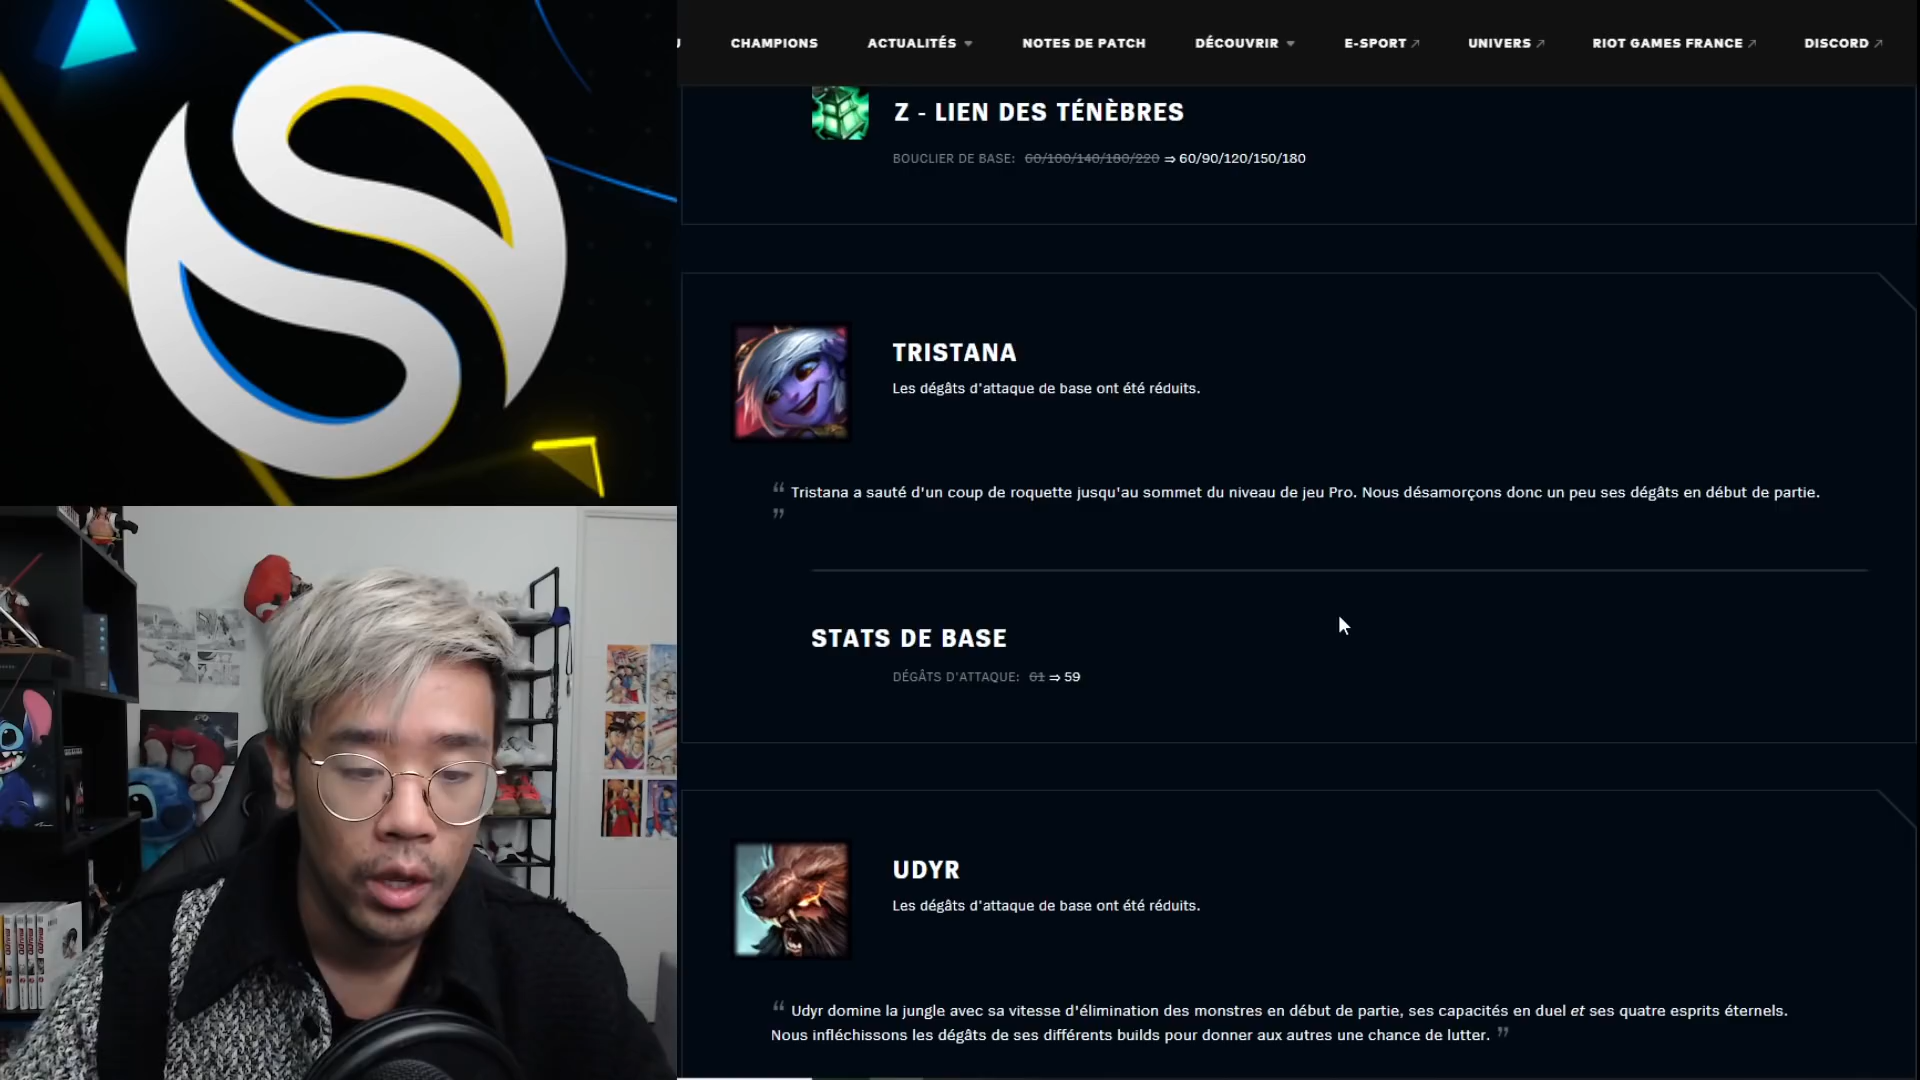 CHAMPIONS ACTUALITÉS NOTES DE PATCH DÉCOUVRIR E-SPORT UNIVERS RIOT GAMES FRANCE DISCORD
Z - LIEN DES TÉNÈBRES
BOUCLIER DE BASE: 60/100/140/180/220 ⇒ 60/90/120/150/180
TRISTANA
Les dégâts d'attaque de base ont été réduits.
“ Tristana a sauté d'un coup de roquette jusqu'au sommet du niveau de jeu Pro. Nous désamorçons donc un peu ses dégâts en début de partie.
”
STATS DE BASE
DÉGÂTS D'ATTAQUE: 61 ⇒ 59
UDYR
Les dégâts d'attaque de base ont été réduits.
“ Udyr domine la jungle avec sa vitesse d'élimination des monstres en début de partie, ses capacités en duel et ses quatre esprits éternels.
Nous infléchissons les dégâts de ses différents builds pour donner aux autres une chance de lutter. ”